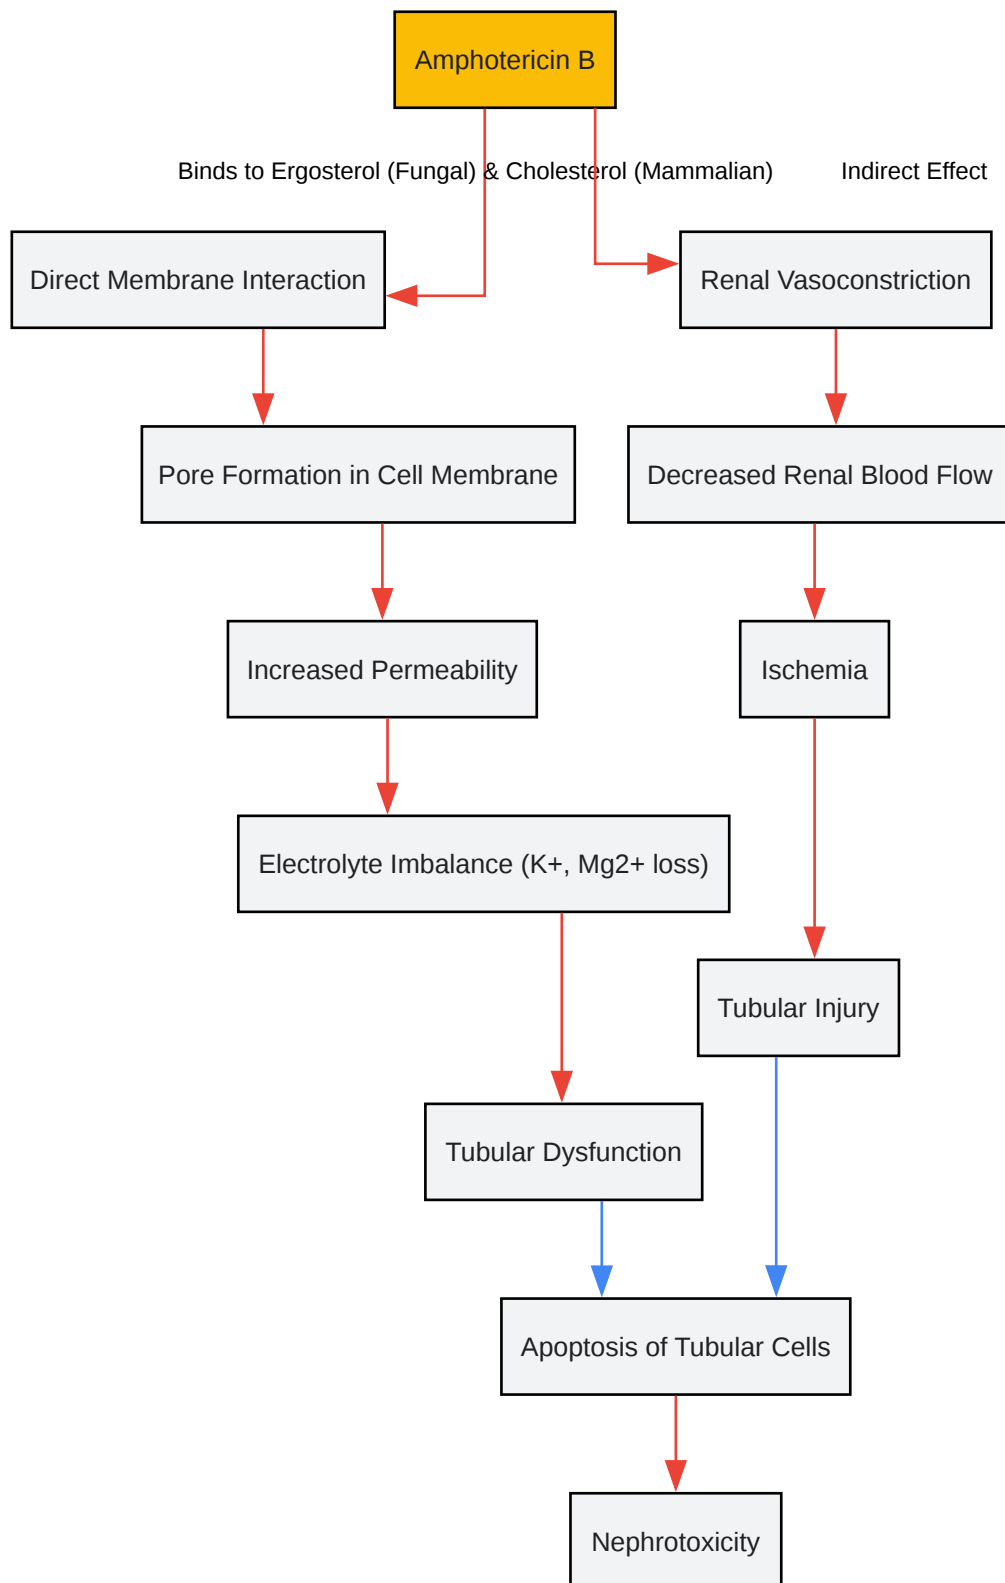 Amphotericin B
Binds to Ergosterol (Fungal) & Cholesterol (Mammalian)
Indirect Effect
Direct Membrane Interaction
Renal Vasoconstriction
Pore Formation in Cell Membrane
Decreased Renal Blood Flow
Increased Permeability
Ischemia
Electrolyte Imbalance (K+, Mg2+ loss)
Tubular Injury
Tubular Dysfunction
Apoptosis of Tubular Cells
Nephrotoxicity